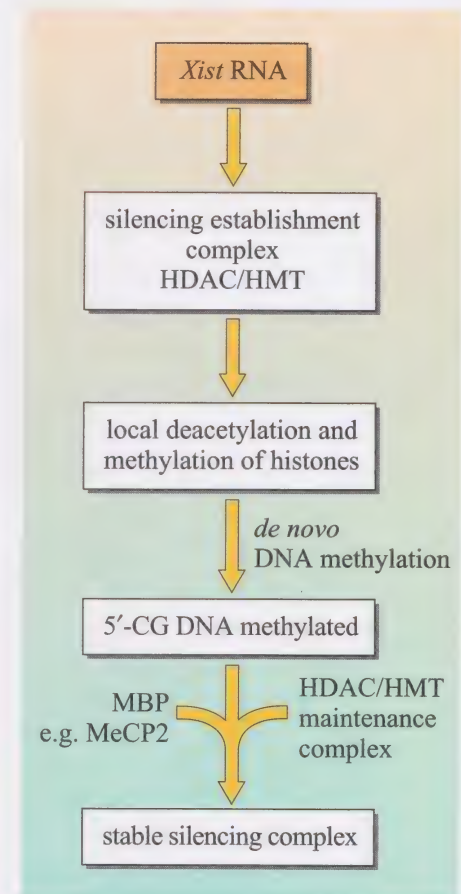 Xist RNA
silencing establishment
complex
HDAC/HMT
local deacetylation and
methylation of histones
de novo
DNA methylation
5′-CG DNA methylated
MBP
e.g. MeCP2
HDAC/HMT
maintenance
complex
stable silencing complex